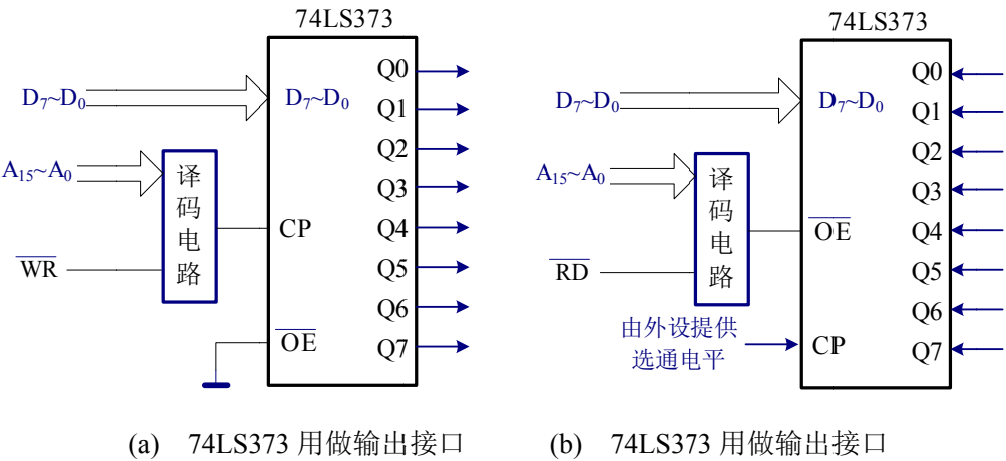 74LS373
D7~D0
D7~D0
A15~A0
译码电路
WR
CP
OE
Q0
Q1
Q2
Q3
Q4
Q5
Q6
Q7
(a) 74LS373 用做输出接口
74LS373
D7~D0
D7~D0
A15~A0
译码电路
RD
OE
由外设提供
选通电平
CP
Q0
Q1
Q2
Q3
Q4
Q5
Q6
Q7
(b) 74LS373 用做输出接口